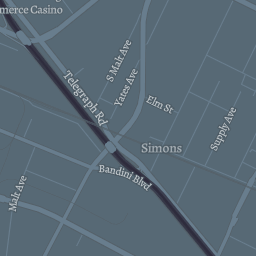 merce Casino
S Malt Ave
Telegraph Rd
Yates Ave
Elm St
Supply Ave
Simons
Bandini Blvd
Malt Ave